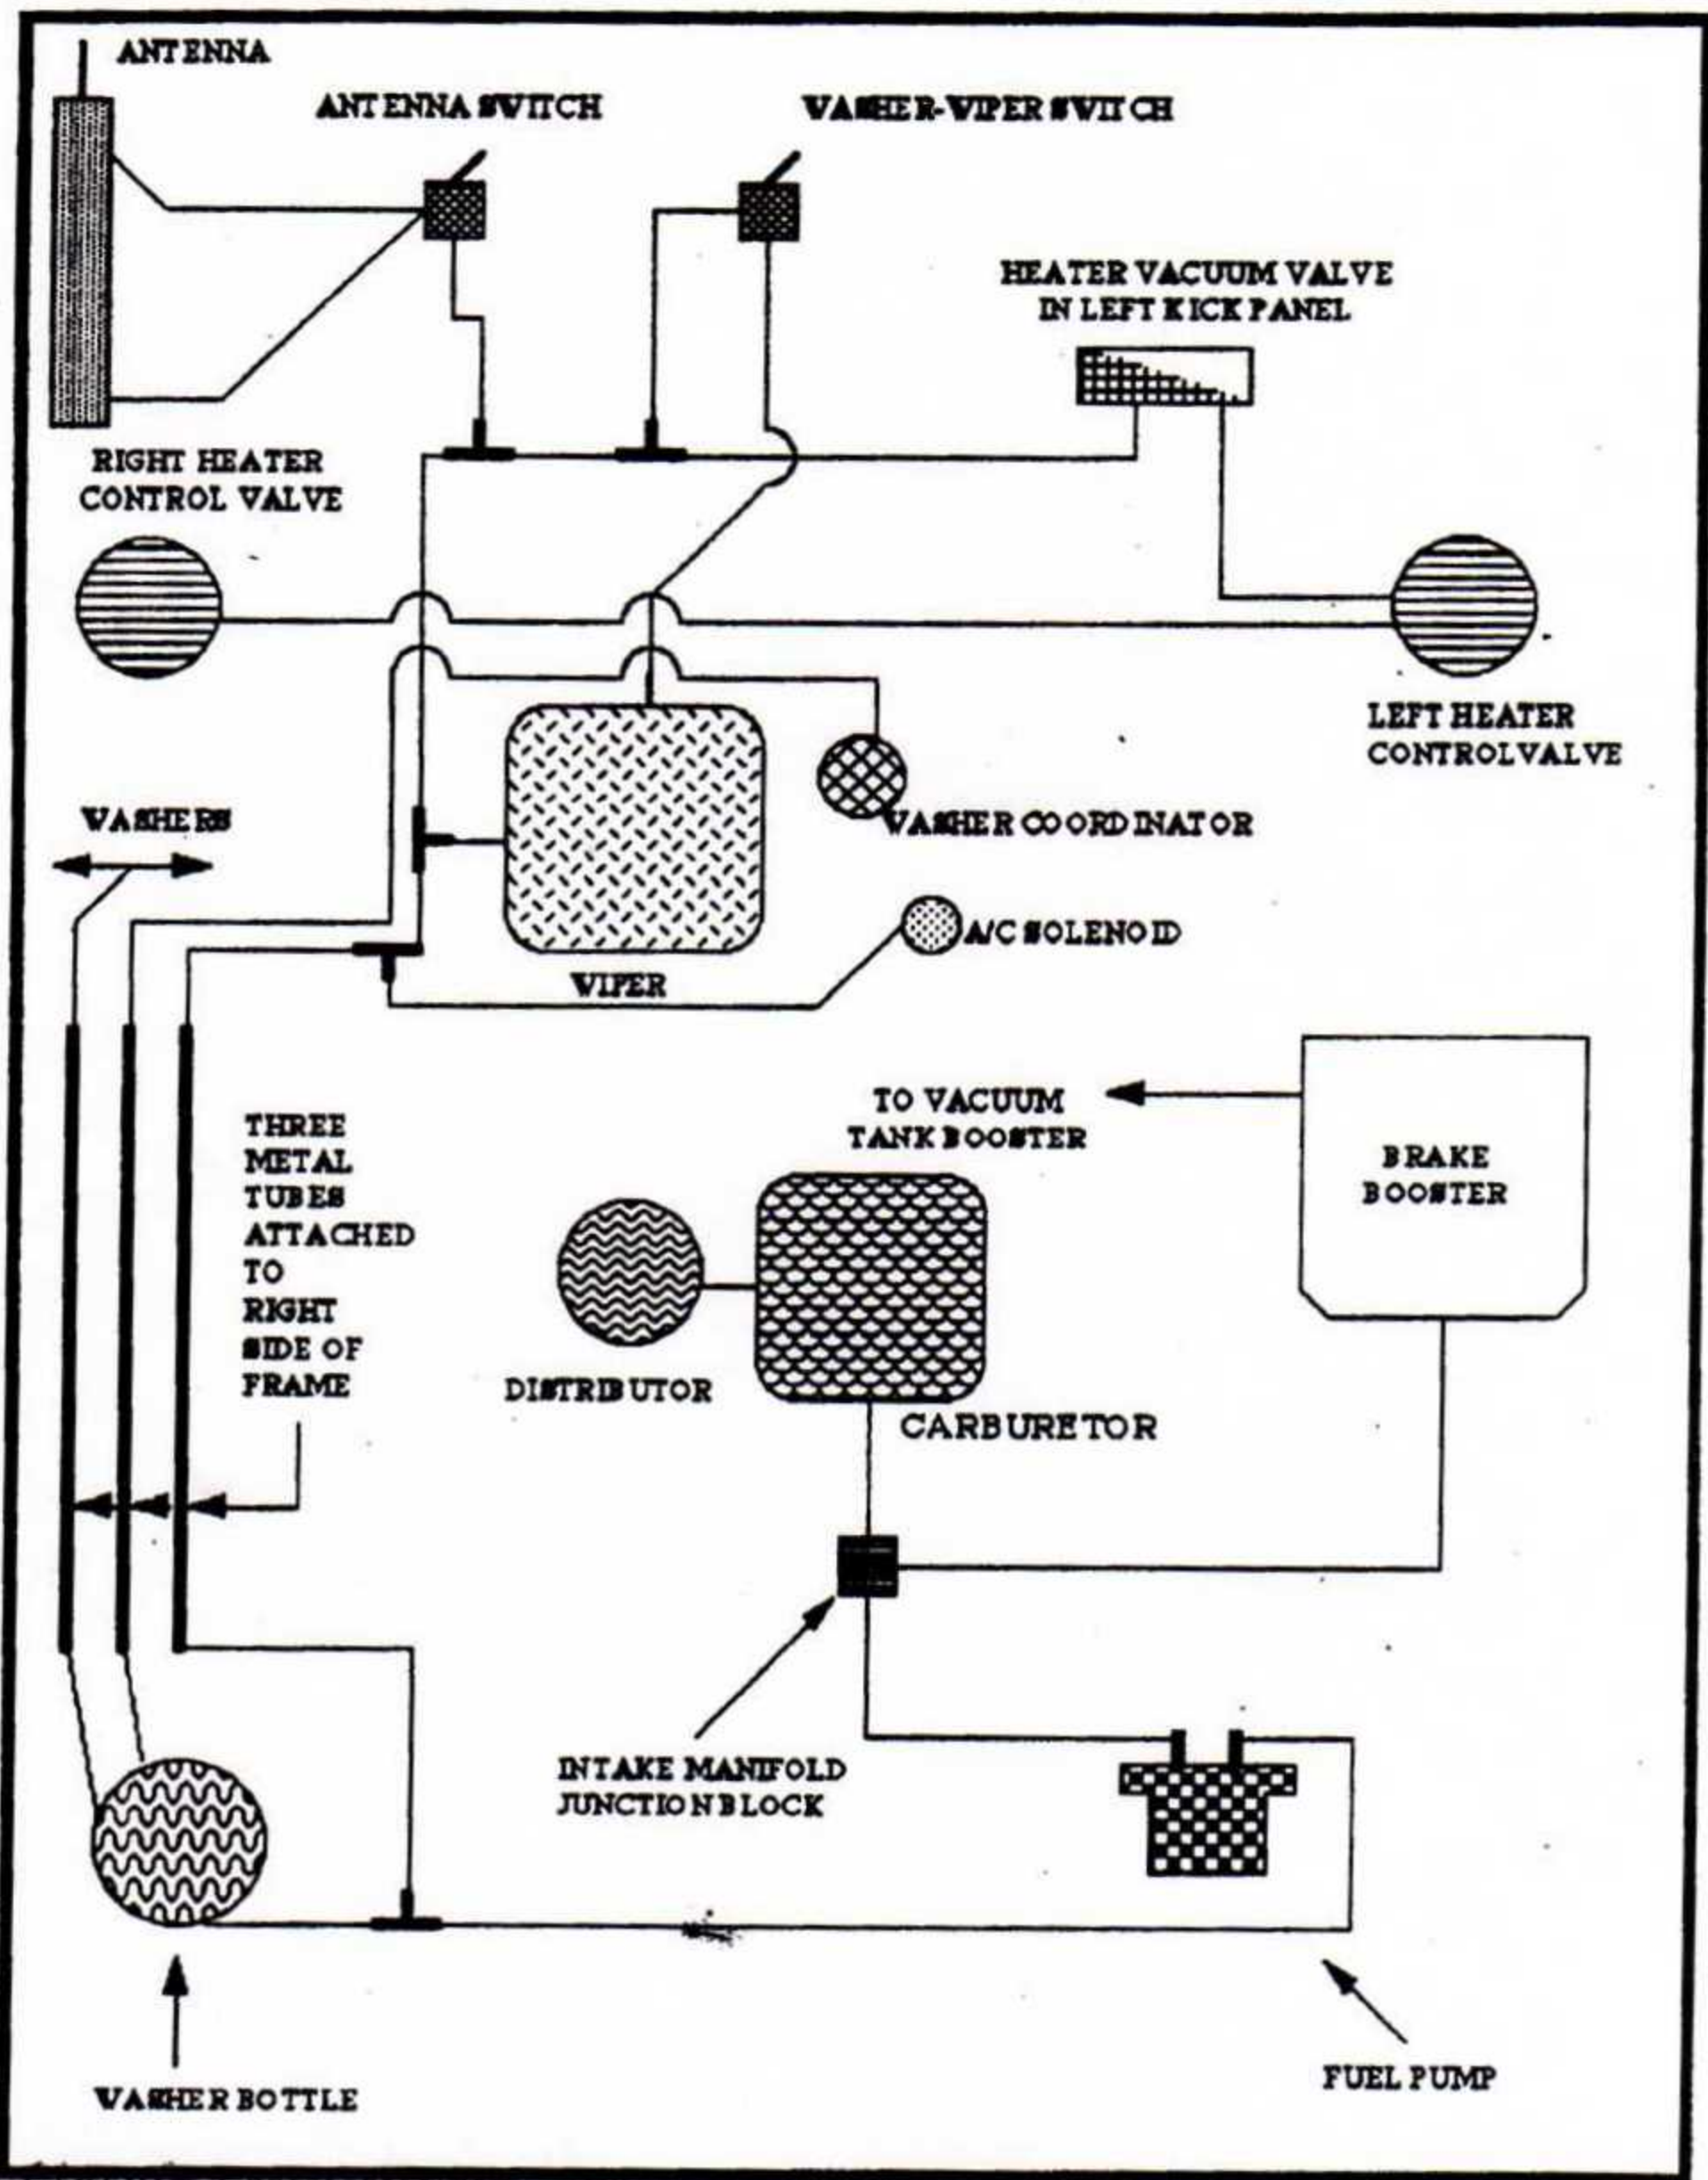 ANTENNA
ANTENNA SWITCH
WASHER-WIPER SWITCH
HEATER VACUUM VALVE
IN LEFT KICK PANEL
RIGHT HEATER
CONTROL VALVE
LEFT HEATER
CONTROL VALVE
WASHERS
WASHER COORDINATOR
A/C SOLENOID
WIPER
THREE
METAL
TUBES
ATTACHED
TO
RIGHT
SIDE OF
FRAME
TO VACUUM
TANK BOOSTER
BRAKE
BOOSTER
DISTRIBUTOR
CARBURETOR
INTAKE MANIFOLD
JUNCTION BLOCK
FUEL PUMP
WASHER BOTTLE